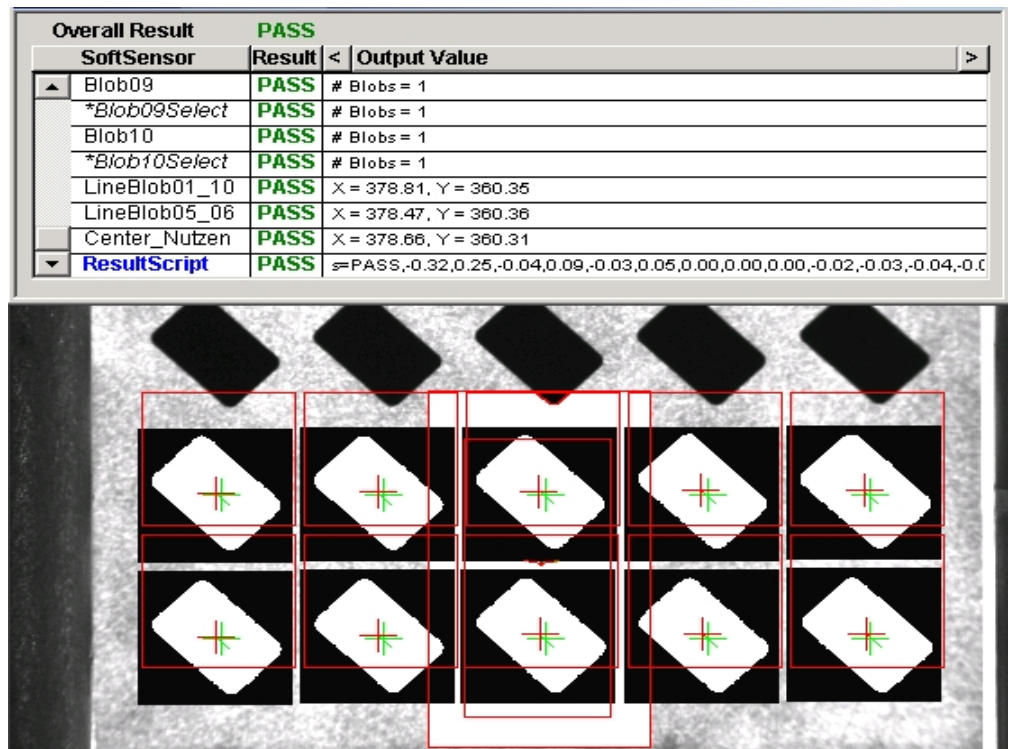 Overall Result PASS
SoftSensor Result < Output Value >
Blob09 PASS # Blobs = 1
*Blob09Select PASS # Blobs = 1
Blob10 PASS # Blobs = 1
*Blob10Select PASS # Blobs = 1
LineBlob01_10 PASS X = 378.81, Y = 360.35
LineBlob05_06 PASS X = 378.47, Y = 360.36
Center_Nutzen PASS X = 378.66, Y = 360.31
ResultScript PASS s=PASS,-0.32,0.25,-0.04,0.09,-0.03,0.05,0.00,0.00,0.00,-0.02,-0.03,-0.04,-0.0